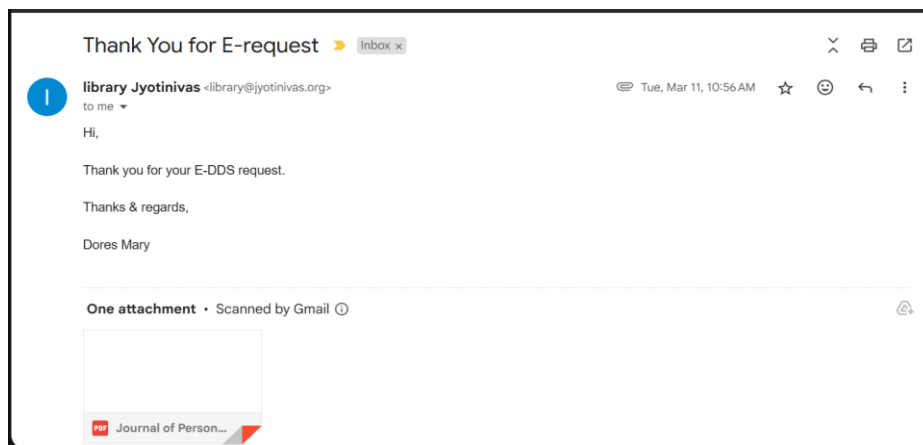 Thank You for E-request Inbox ×
I
library Jyotinivas <library@jyotinivas.org> Tue, Mar 11, 10:56 AM
to me
Hi,
Thank you for your E-DDS request.
Thanks & regards,
Dores Mary
One attachment • Scanned by Gmail
PDF Journal of Person...